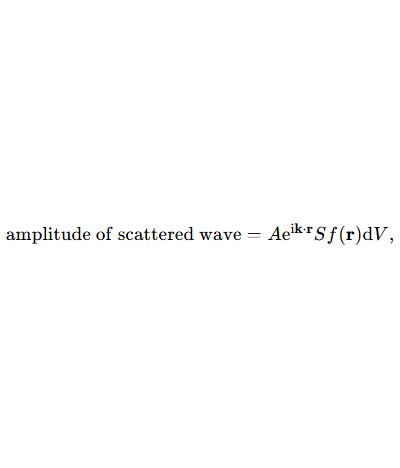 amplitude of scattered wave = Ae^{i𝐤·𝐫}Sf(𝐫)dV,